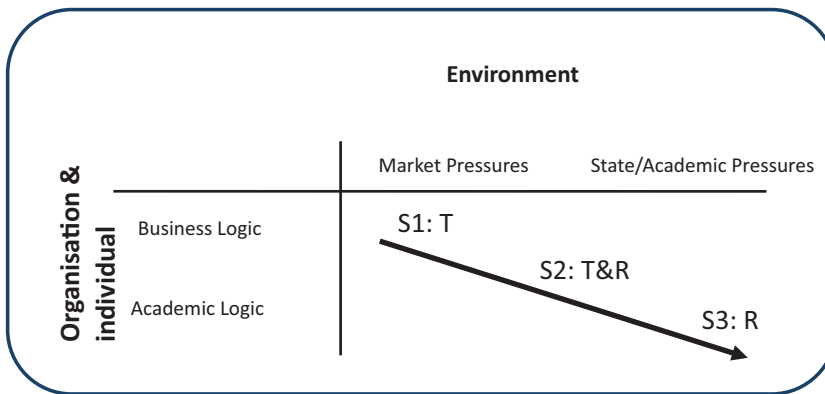 Environment
Market Pressures State/Academic Pressures
Organisation &
individual
Business Logic
Academic Logic
S1: T
S2: T&R
S3: R